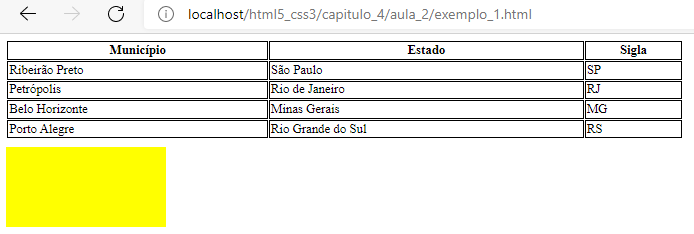 localhost/html5_css3/capitulo_4/aula_2/exemplo_1.html
Município Estado Sigla
Ribeirão Preto São Paulo SP
Petrópolis Rio de Janeiro RJ
Belo Horizonte Minas Gerais MG
Porto Alegre Rio Grande do Sul RS